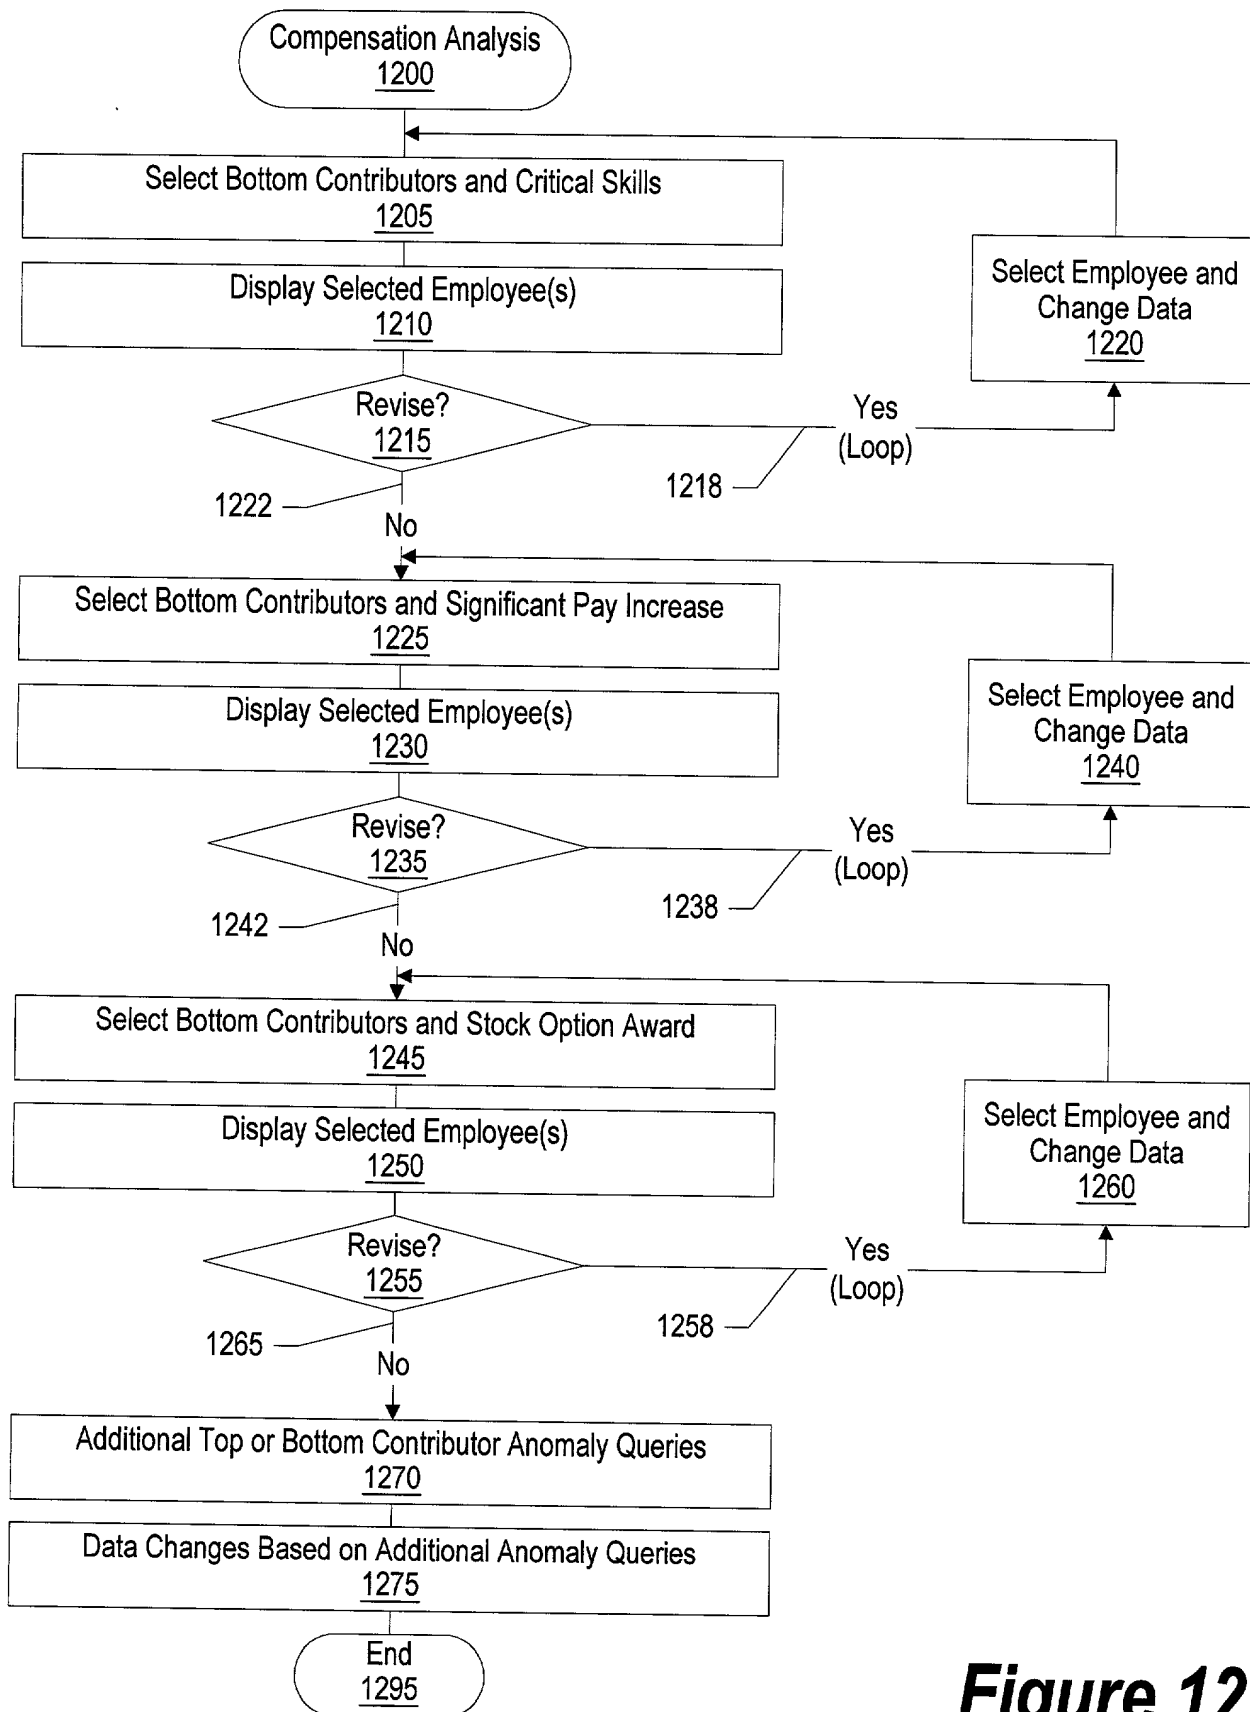 Compensation Analysis
1200
Select Bottom Contributors and Critical Skills
1205
Display Selected Employee(s)
1210
Select Employee and
Change Data
1220
Revise?
1215
Yes
(Loop)
1218
1222
No
Select Bottom Contributors and Significant Pay Increase
1225
Display Selected Employee(s)
1230
Select Employee and
Change Data
1240
Revise?
1235
Yes
(Loop)
1238
1242
No
Select Bottom Contributors and Stock Option Award
1245
Display Selected Employee(s)
1250
Select Employee and
Change Data
1260
Revise?
1255
Yes
(Loop)
1258
1265
No
Additional Top or Bottom Contributor Anomaly Queries
1270
Data Changes Based on Additional Anomaly Queries
1275
End
1295
Figure 12